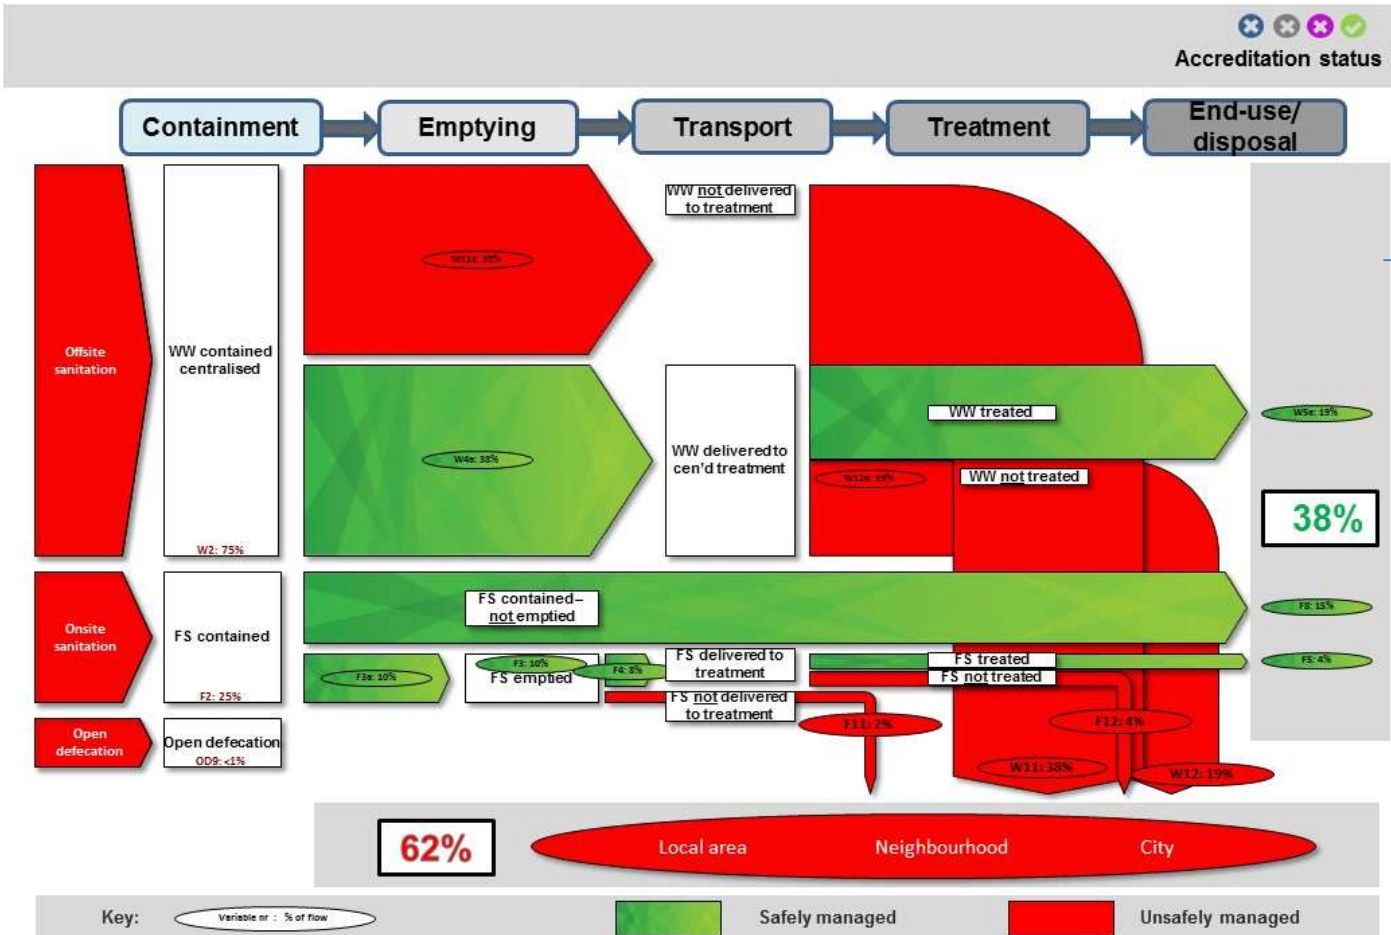 Accreditation status
Containment
Emptying
Transport
Treatment
End-use/
disposal
Offsite
sanitation
WW contained
centralised
W2: 75%
WW not delivered
to treatment
W4a: 38%
WW delivered to
cen'd treatment
WW treated
W5a: 19%
WW not treated
38%
Onsite
sanitation
FS contained
F2: 25%
FS contained –
not emptied
F8: 15%
F3a: 10%
F3: 10%
FS emptied
F4: 8%
FS delivered to
treatment
FS treated
F5: 4%
FS not treated
FS not delivered
to treatment
F11: 2%
F12: 4%
Open
defecation
Open defecation
OD9: <1%
W11: 38%
W12: 19%
62%
Local area
Neighbourhood
City
Key:
Variable nr : % of flow
Safely managed
Unsafely managed